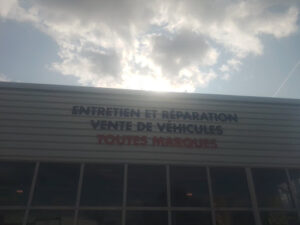 ENTRETIEN ET RÉPARATION
VENTE DE VÉHICULES
TOUTES MARQUES